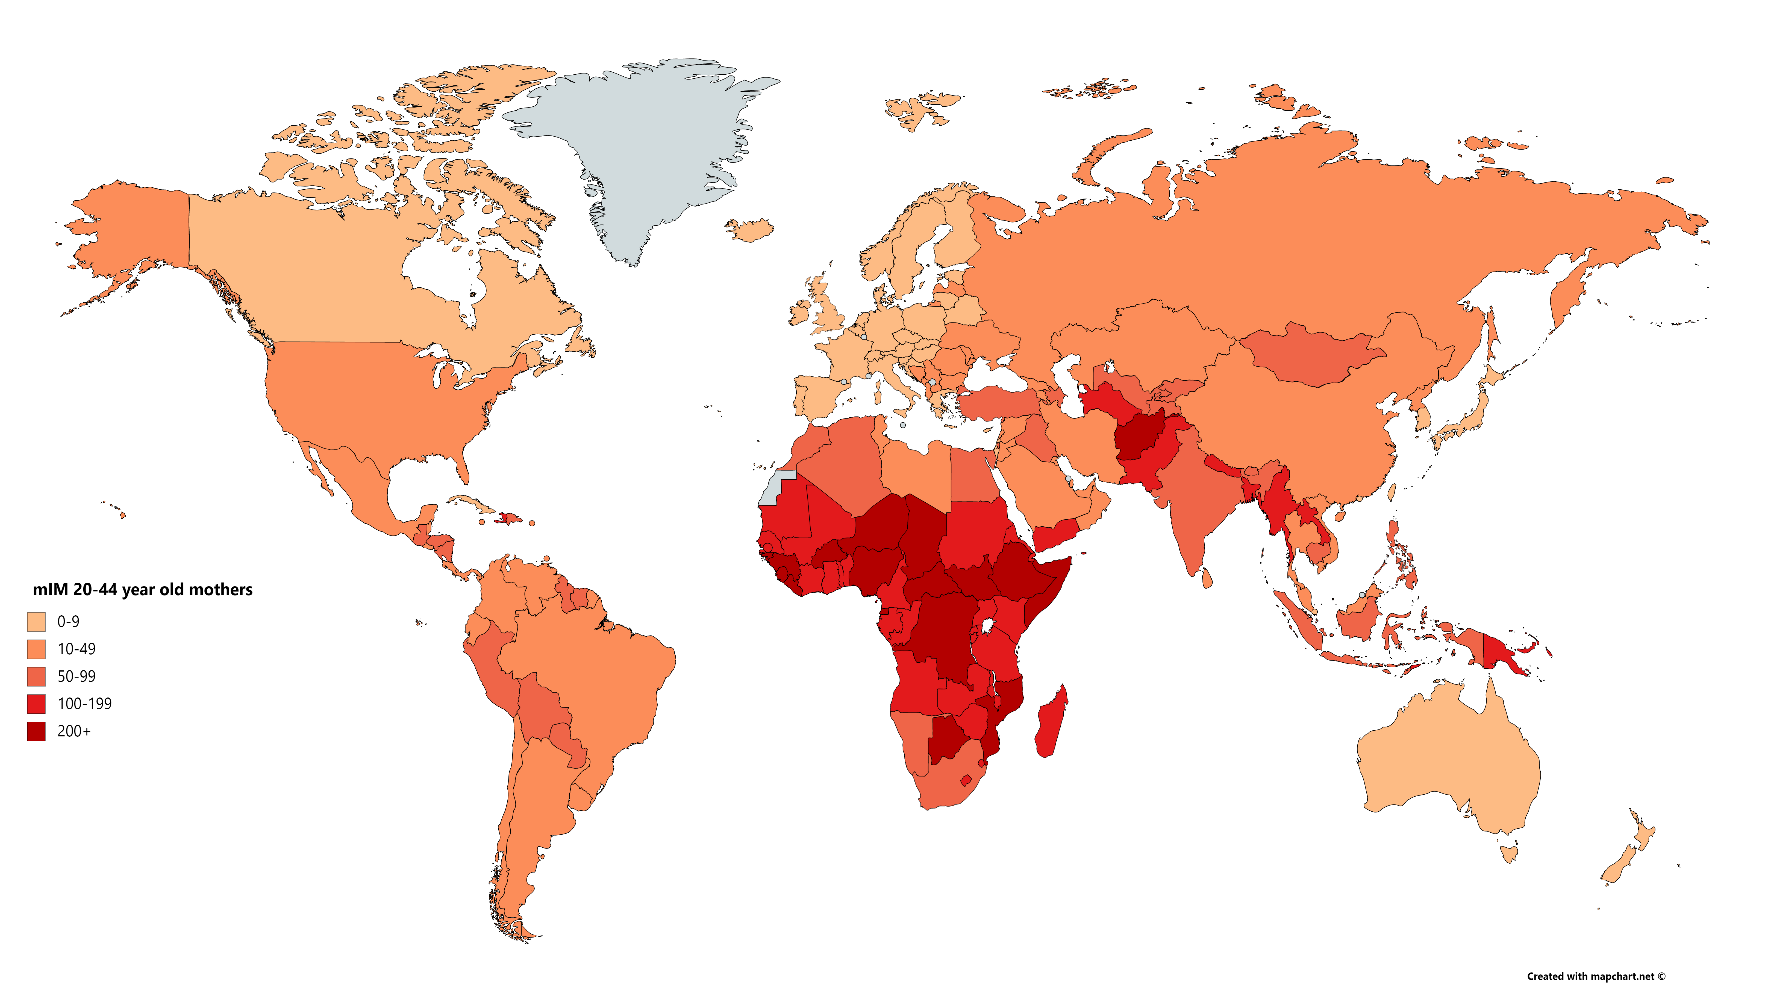 mIM 20-44 year old mothers
0-9
10-49
50-99
100-199
200+
Created with mapchart.net ©